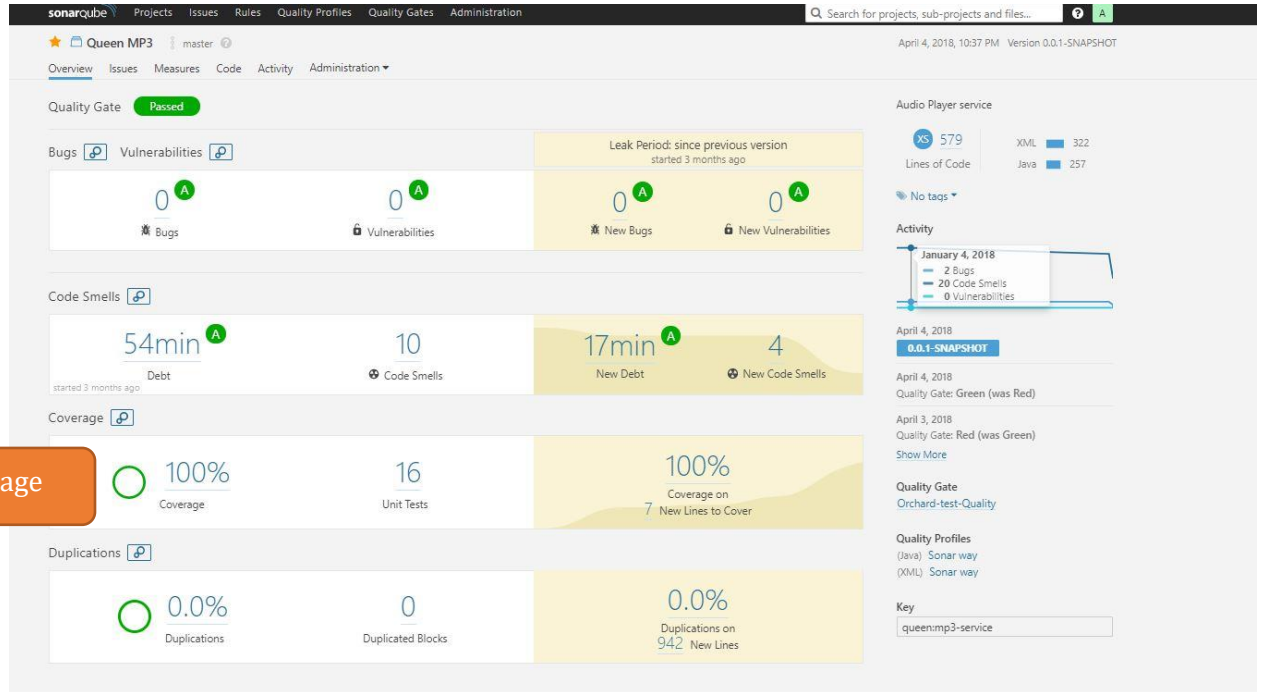 sonarqube Projects Issues Rules Quality Profiles Quality Gates Administration
Search for projects, sub-projects and files... ? A
Queen MP3 master ?
April 4, 2018, 10:37 PM Version 0.0.1-SNAPSHOT
Overview Issues Measures Code Activity Administration
Quality Gate Passed
Bugs Vulnerabilities
Leak Period: since previous version
started 3 months ago
0 A
Bugs
0 A
Vulnerabilities
0 A
New Bugs
0 A
New Vulnerabilities
Code Smells
54min A
Debt
started 3 months ago
10
Code Smells
17min A
New Debt
4
New Code Smells
Coverage
age
100%
Coverage
16
Unit Tests
100%
Coverage on
7 New Lines to Cover
Duplications
0.0%
Duplications
0
Duplicated Blocks
0.0%
Duplications on
942 New Lines
Audio Player service
XS 579
Lines of Code
XML 322
Java 257
No tags
Activity
January 4, 2018
2 Bugs
20 Code Smells
0 Vulnerabilities
April 4, 2018
0.0.1-SNAPSHOT
April 4, 2018
Quality Gate: Green (was Red)
April 3, 2018
Quality Gate: Red (was Green)
Show More
Quality Gate
Orchard-test-Quality
Quality Profiles
(Java) Sonar way
(XML) Sonar way
Key
queen:mp3-service